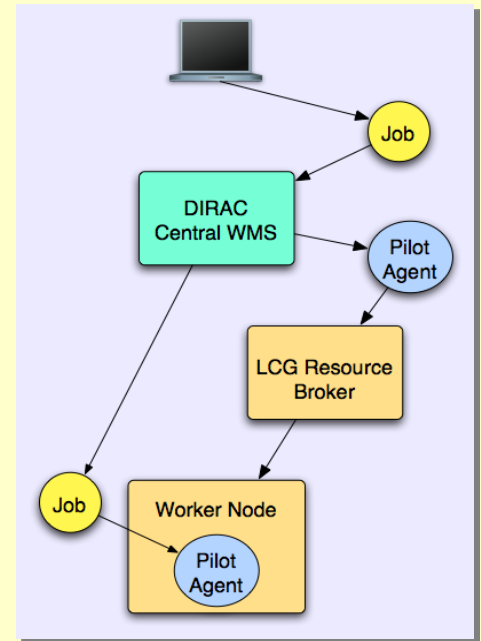 Job
DIRAC
Central WMS
Pilot
Agent
LCG Resource
Broker
Job
Worker Node
Pilot
Agent